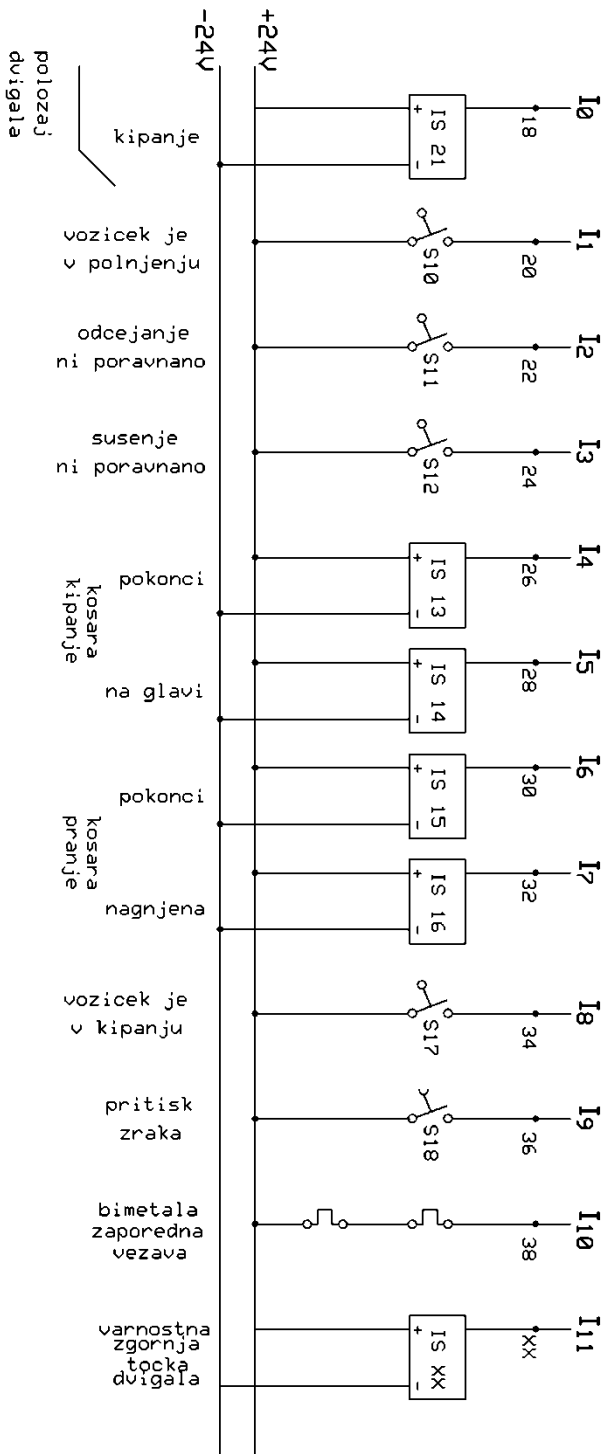 +24V
-24V
polozaj
dvigala
I0
18
IS 21
+ -
kipanje
I1
20
S10
vozicek je
v polnjenju
I2
22
S11
odcejanje
ni poravnano
I3
24
S12
susenje
ni poravnano
I4
26
IS 13
+ -
pokonci
kosara
kipanje
I5
28
IS 14
+ -
na glavi
I6
30
IS 15
+ -
pokonci
kosara
pranje
I7
32
IS 16
+ -
nagnjena
I8
34
S17
vozicek je
v kipanju
I9
36
S18
pritisk
zraka
I10
38
bimetala
zaporedna
vezava
I11
XX
IS XX
+ -
varnostna
zgornja
tocka
dvigala